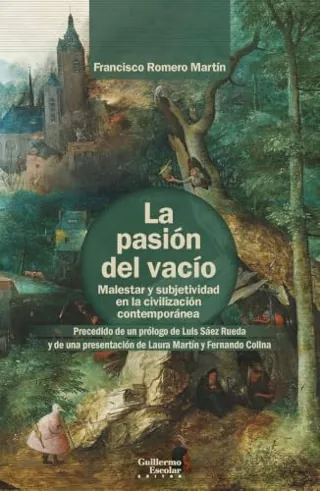 Francisco Romero Martín
La
pasión
del vacío
Malestar y subjetividad
en la civilización
contemporánea
Precedido de un prólogo de Luis Sáez Rueda
y de una presentación de Laura Martín y Fernando Colina
Guillermo
Escolar
EDITOR